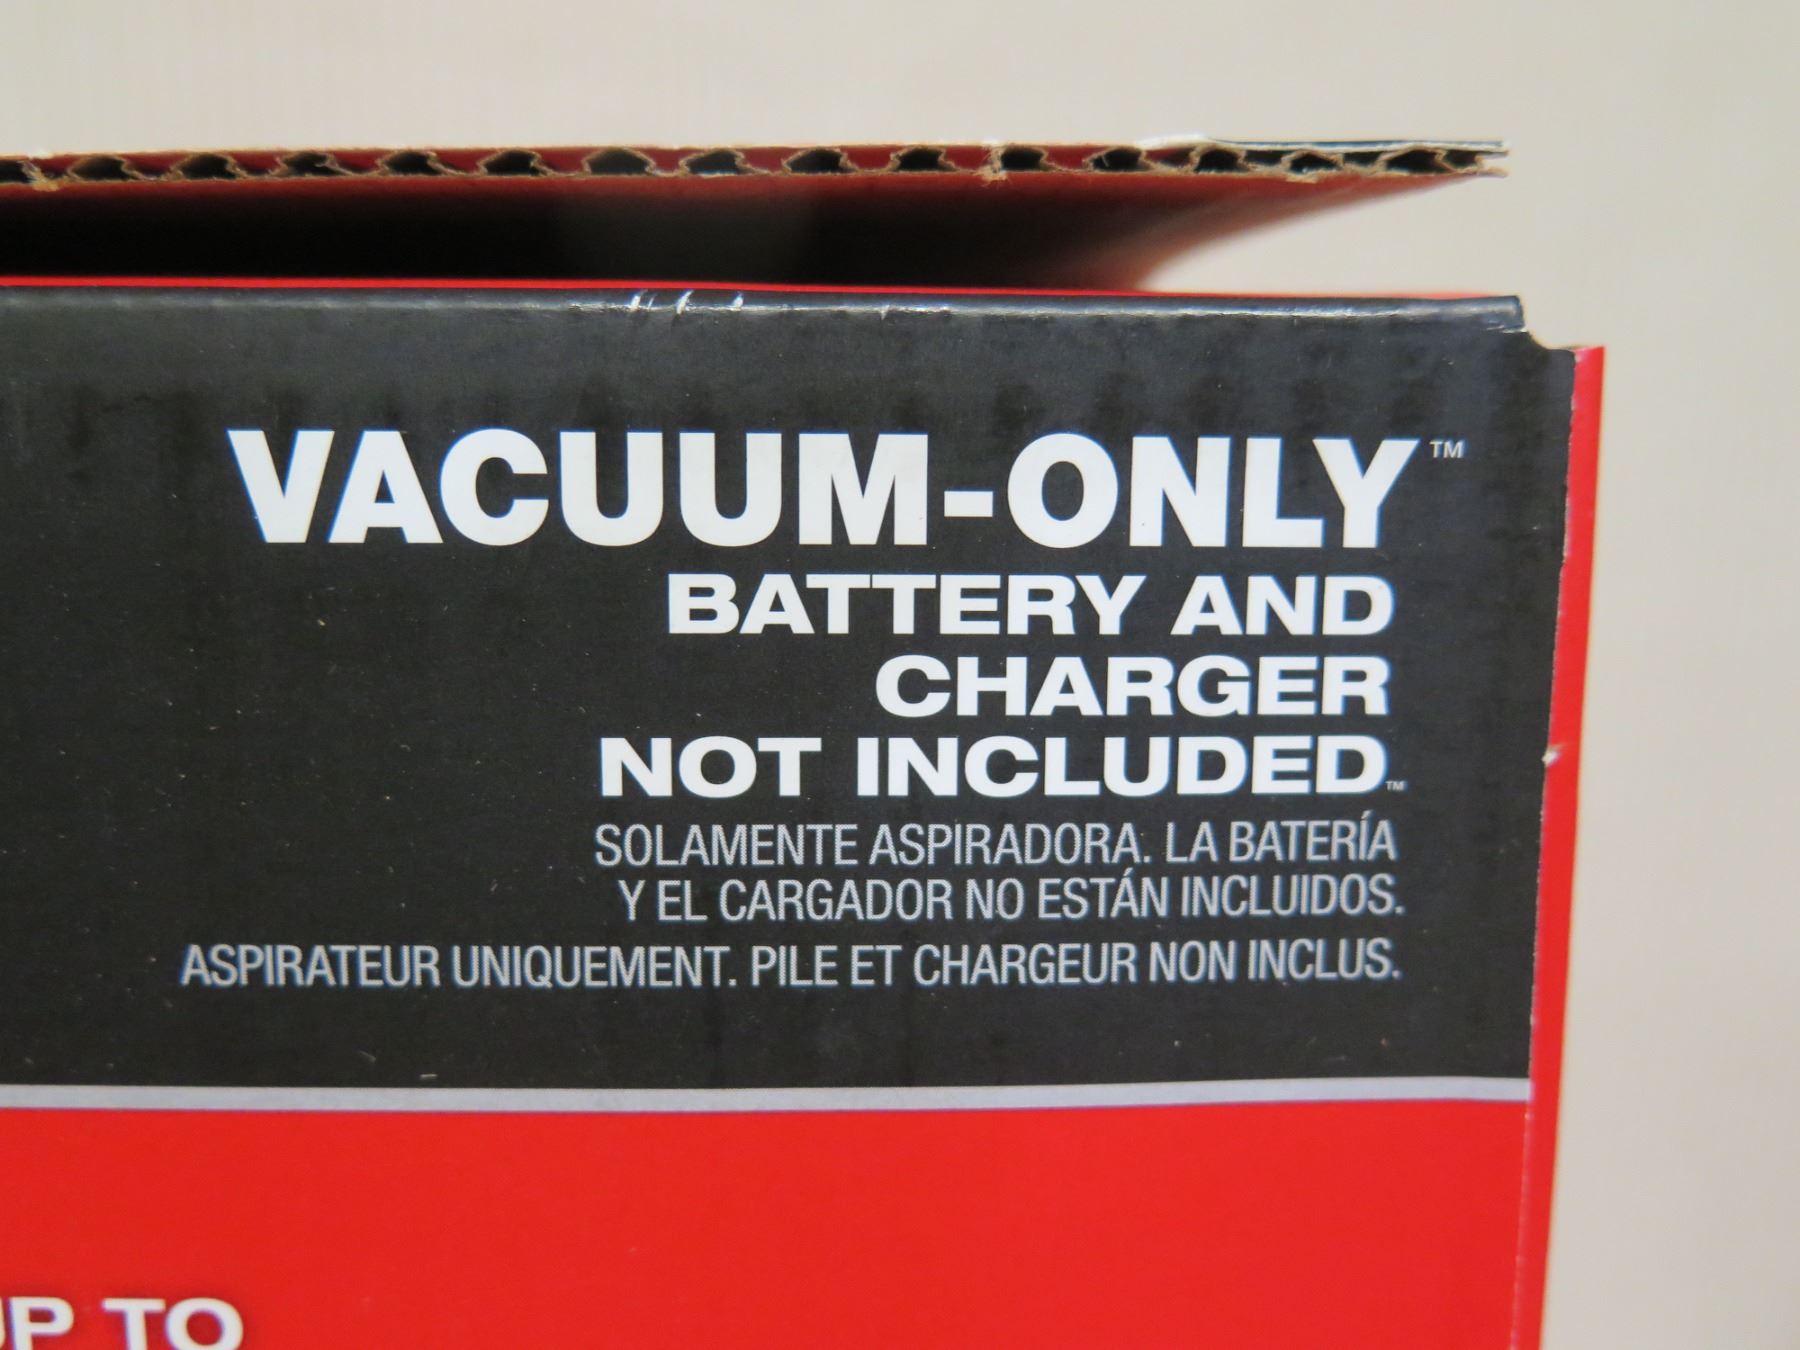 VACUUM-ONLY™
BATTERY AND
CHARGER
NOT INCLUDED™
SOLAMENTE ASPIRADORA. LA BATERÍA
Y EL CARGADOR NO ESTÁN INCLUIDOS.
ASPIRATEUR UNIQUEMENT. PILE ET CHARGEUR NON INCLUS.
UP TO